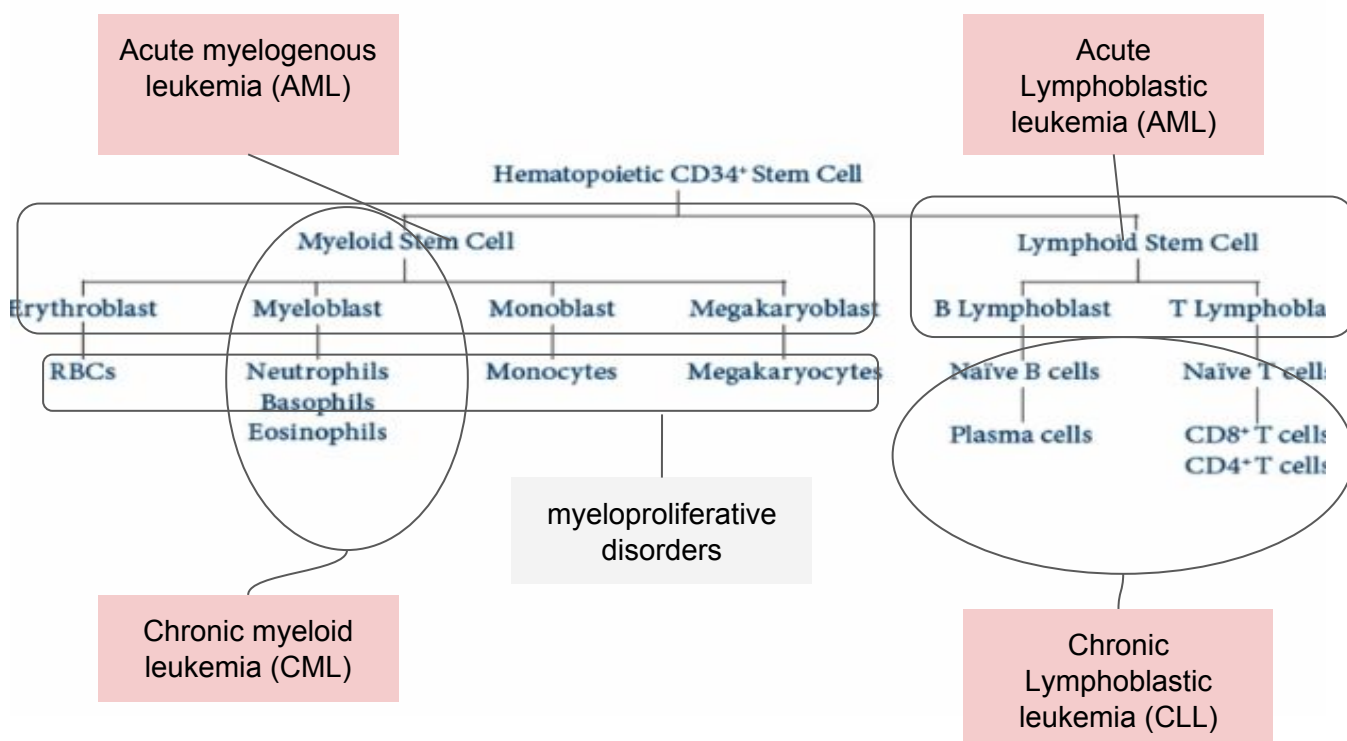 Acute myelogenous
leukemia (AML)
Acute
Lymphoblastic
leukemia (AML)
Hematopoietic CD34⁺ Stem Cell
Myeloid Stem Cell
Lymphoid Stem Cell
Erythroblast
Myeloblast
Monoblast
Megakaryoblast
B Lymphoblast
T Lymphobla
RBCs
Neutrophils
Basophils
Eosinophils
Monocytes
Megakaryocytes
Naïve B cells
Naïve T cells
Plasma cells
CD8⁺ T cells
CD4⁺ T cells
myeloproliferative
disorders
Chronic myeloid
leukemia (CML)
Chronic
Lymphoblastic
leukemia (CLL)